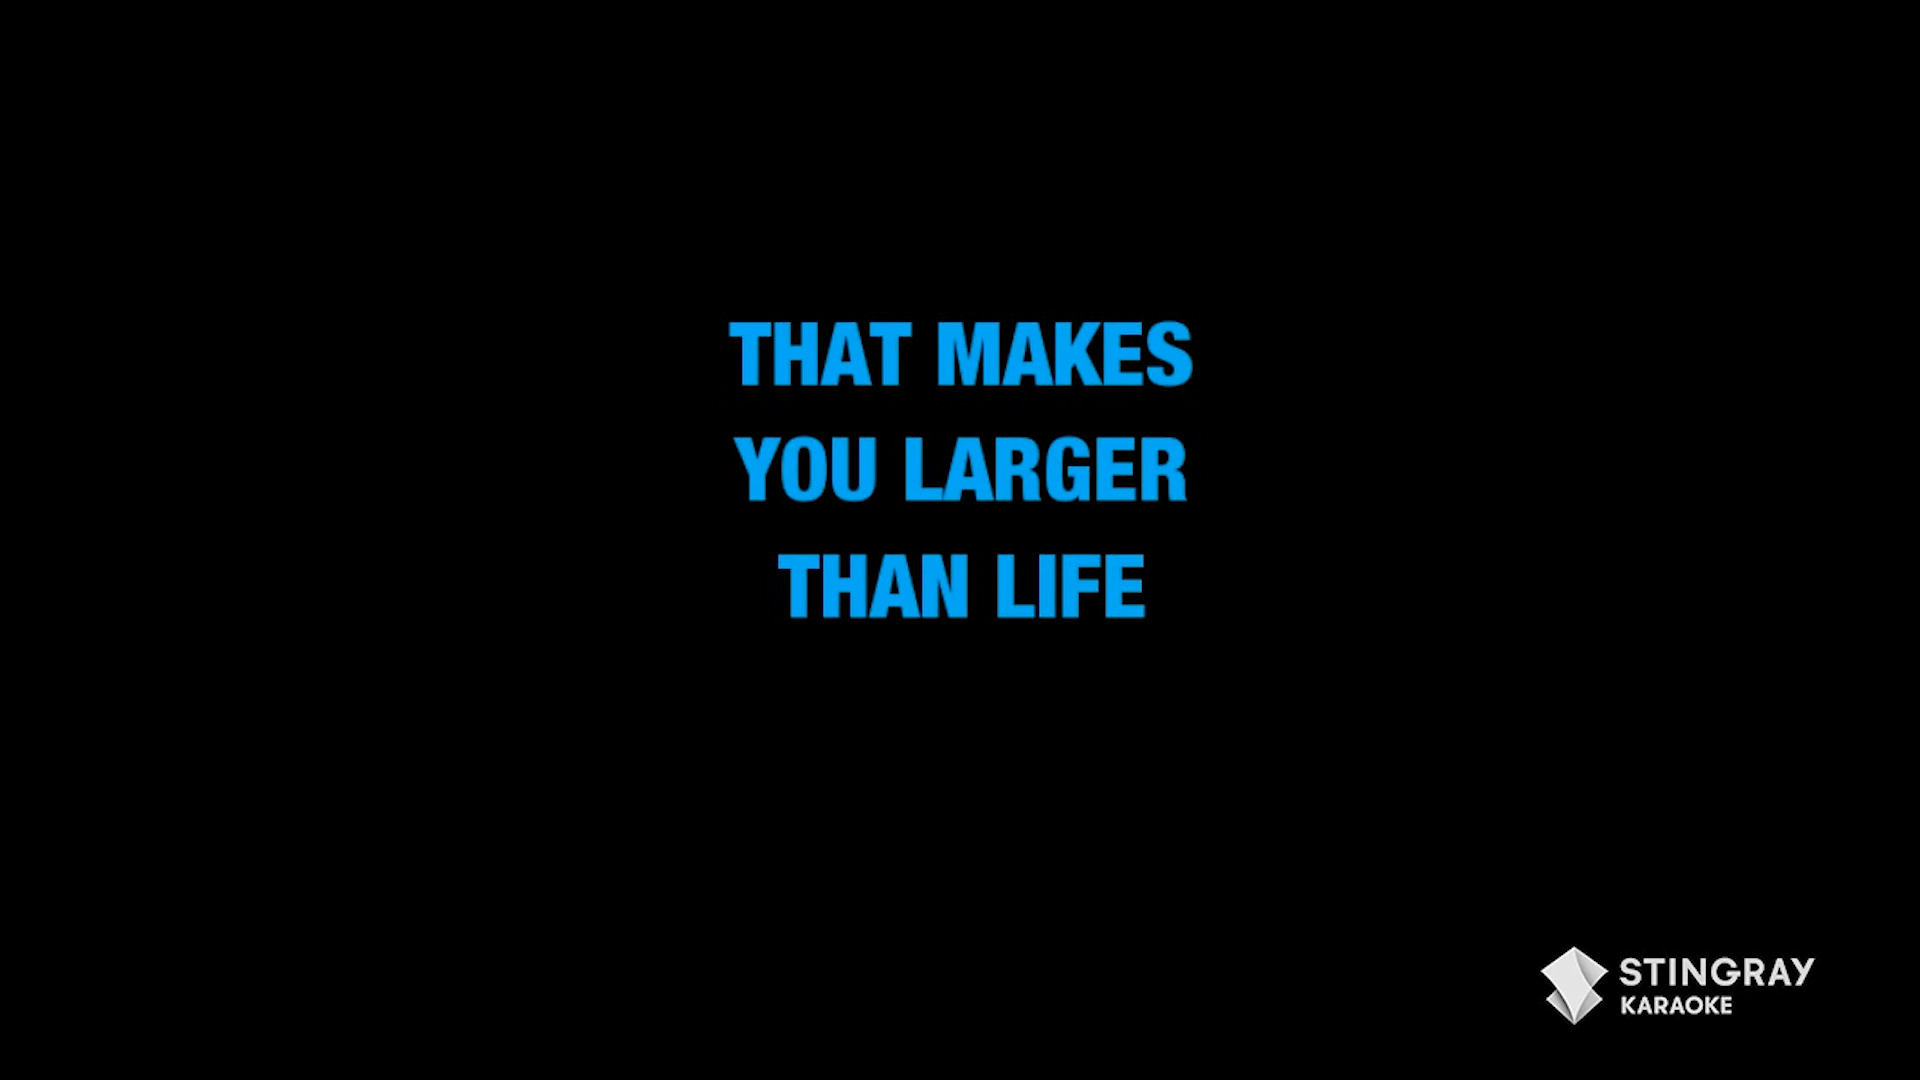 THAT MAKES
YOU LARGER
THAN LIFE
STINGRAY
KARAOKE